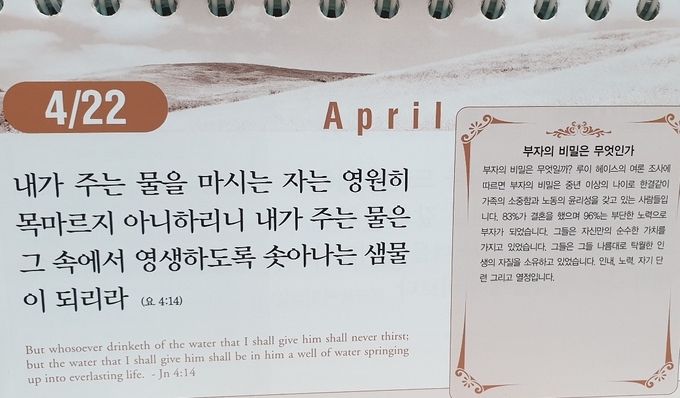 4/22
April
내가 주는 물을 마시는 자는 영원히
목마르지 아니하리니 내가 주는 물은
그 속에서 영생하도록 솟아나는 샘물
이 되리라 (요 4:14)
But whosoever drinketh of the water that I shall give him shall never thirst;
but the water that I shall give him shall be in him a well of water springing
up into everlasting life. - Jn 4:14
부자의 비밀은 무엇인가
부자의 비밀은 무엇일까? 루이 헤이스의 여론 조사에
따르면 부자의 비밀은 중년 이상의 나이로 한결같이
가족의 소중함과 노동의 윤리성을 갖고 있는 사람들입
니다. 83%가 결혼을 했으며 96%는 부단한 노력으로
부자가 되었습니다. 그들은 자신만의 순수한 가치를
가지고 있었습니다. 그들은 그들 나름대로 탁월한 인
생의 자질을 소유하고 있었습니다. 인내, 노력, 자기 단
련 그리고 열정입니다.